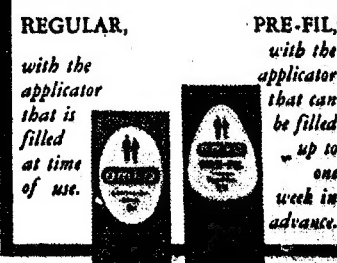 REGULAR,
with the
applicator
that is
filled
at time
of use.
PRE-FIL,
with the
applicator
that can
be filled
up to
one
week in
advance.